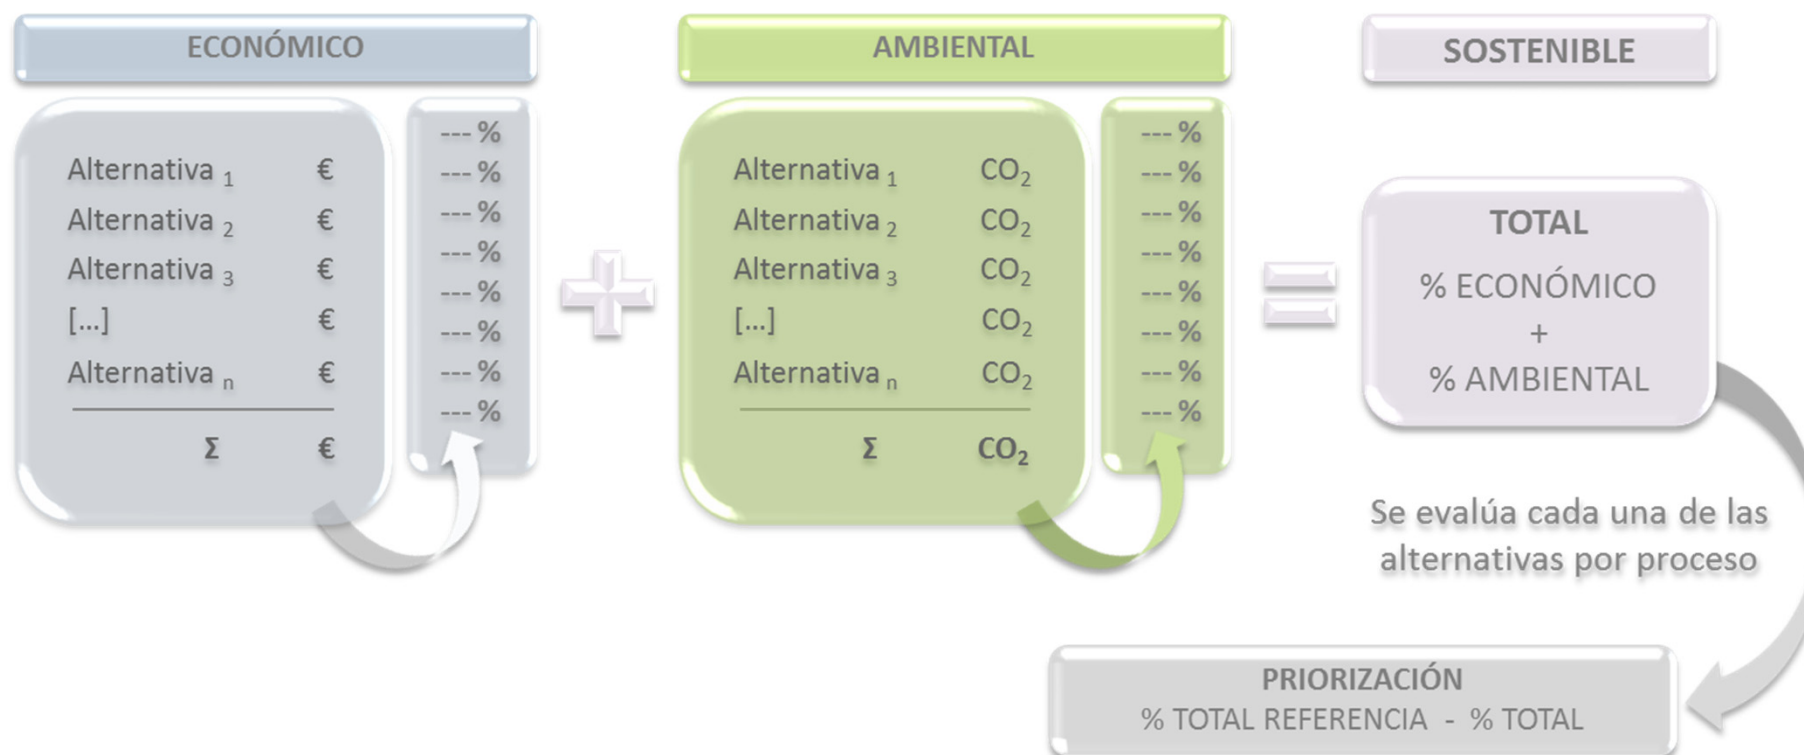 ECONÓMICO
Alternativa 1 €
Alternativa 2 €
Alternativa 3 €
[...] €
Alternativa n €
Σ €
--- %
--- %
--- %
--- %
--- %
--- %
--- %
--- %
AMBIENTAL
Alternativa 1 CO2
Alternativa 2 CO2
Alternativa 3 CO2
[...] CO2
Alternativa n CO2
Σ CO2
--- %
--- %
--- %
--- %
--- %
--- %
--- %
--- %
SOSTENIBLE
TOTAL
% ECONÓMICO
+
% AMBIENTAL
Se evalúa cada una de las
alternativas por proceso
PRIORIZACIÓN
% TOTAL REFERENCIA - % TOTAL